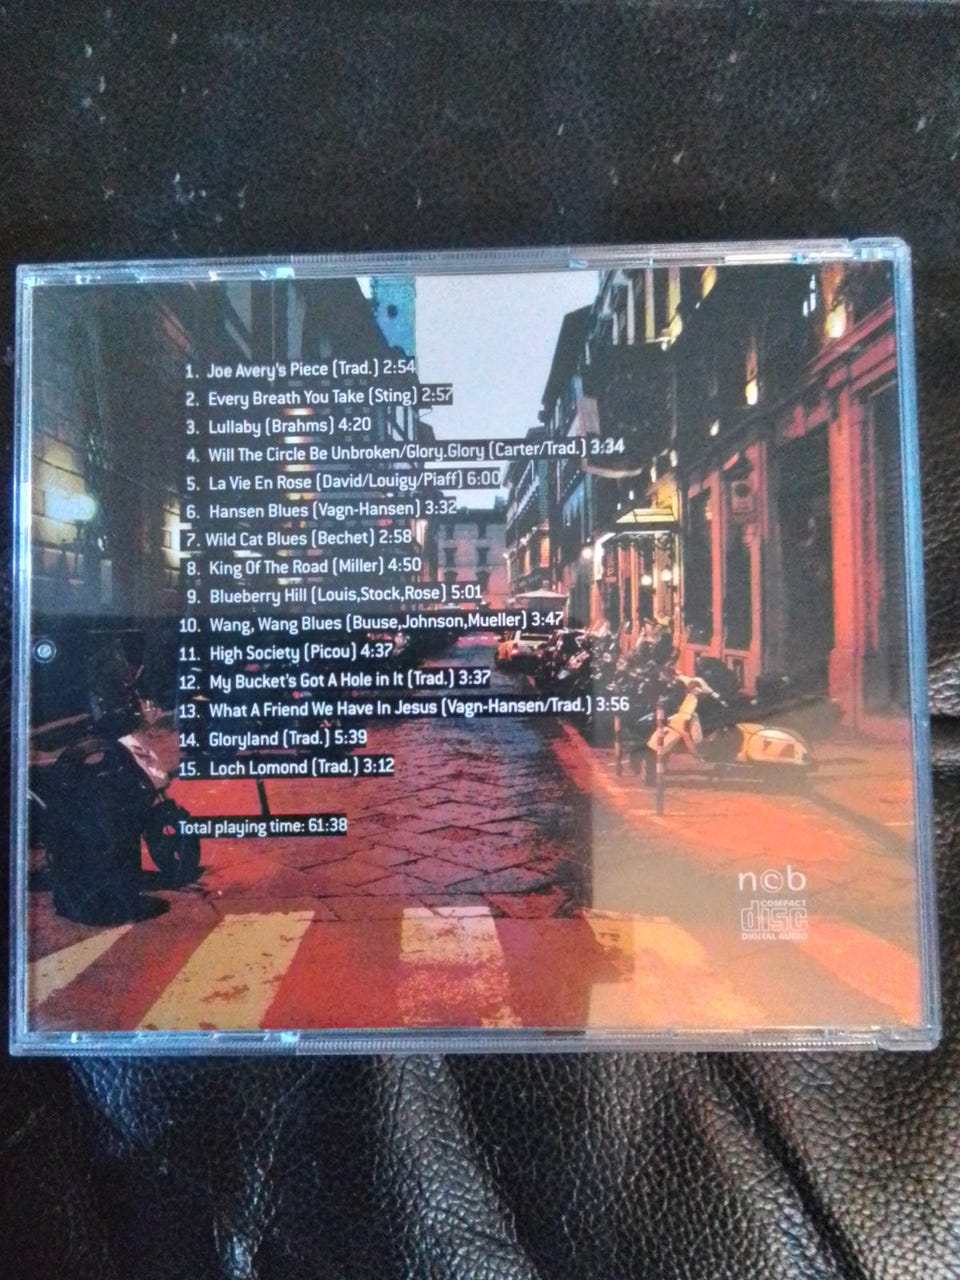 1. Joe Avery's Piece (Trad.) 2:54
2. Every Breath You Take (Sting) 2:57
3. Lullaby (Brahms) 4:20
4. Will The Circle Be Unbroken/Glory.Glory (Carter/Trad.) 3:34
5. La Vie En Rose (David/Louigy/Piaff) 6:00
6. Hansen Blues (Vagn-Hansen) 3:32
7. Wild Cat Blues (Bechet) 2:58
8. King Of The Road (Miller) 4:50
9. Blueberry Hill (Louis,Stock,Rose) 5:01
10. Wang, Wang Blues (Buuse,Johnson,Mueller) 3:47
11. High Society (Picou) 4:37
12. My Bucket's Got A Hole in It (Trad.) 3:37
13. What A Friend We Have In Jesus (Vagn-Hansen/Trad.) 3:56
14. Gloryland (Trad.) 5:39
15. Loch Lomond (Trad.) 3:12
Total playing time: 61:38
n©b
COMPACT
disc
DIGITAL AUDIO